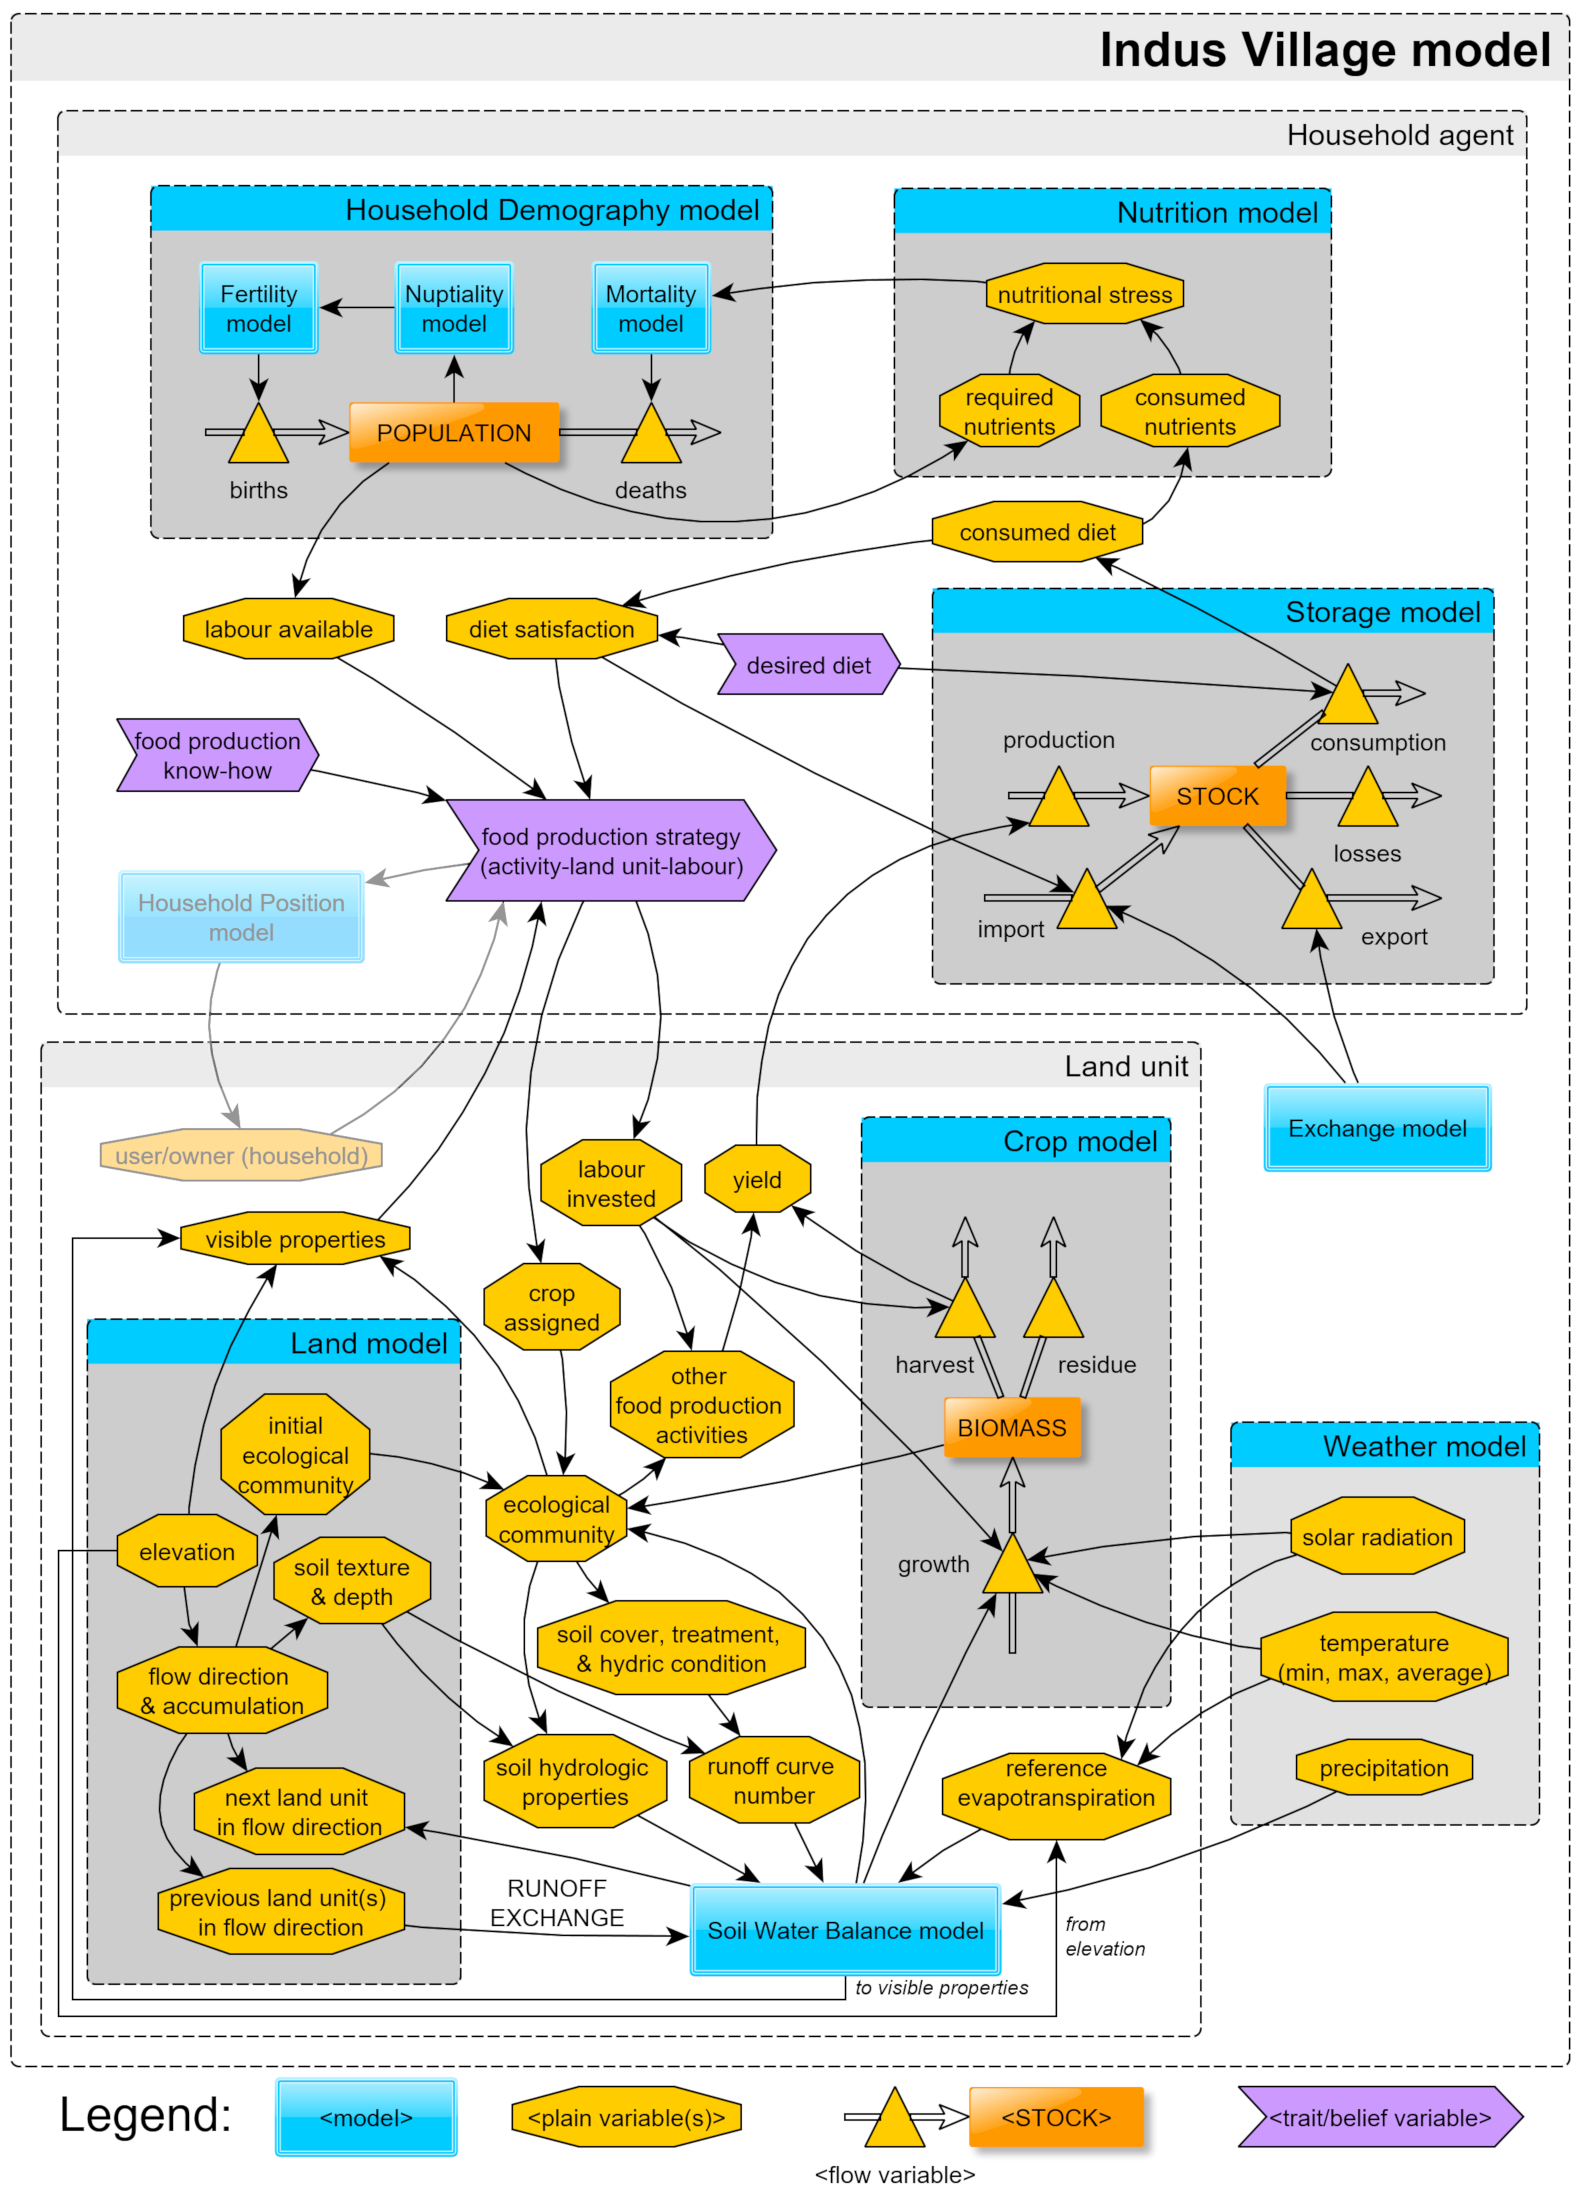 Indus Village model
Household agent
Household Demography model
Fertility
model
Nuptiality
model
Mortality
model
POPULATION
births
deaths
Nutrition model
nutritional stress
required
nutrients
consumed
nutrients
consumed diet
labour available
diet satisfaction
desired diet
Storage model
production
consumption
STOCK
losses
import
export
food production
know-how
food production strategy
(activity-land unit-labour)
Household Position
model
Exchange model
Land unit
user/owner (household)
visible properties
labour
invested
yield
crop
assigned
other
food production
activities
Crop model
harvest
residue
BIOMASS
growth
Land model
initial
ecological
community
elevation
soil texture
& depth
flow direction
& accumulation
next land unit
in flow direction
previous land unit(s)
in flow direction
ecological
community
soil cover, treatment,
& hydric condition
soil hydrologic
properties
runoff curve
number
reference
evapotranspiration
Weather model
solar radiation
temperature
(min, max, average)
precipitation
RUNOFF
EXCHANGE
Soil Water Balance model
from
elevation
to visible properties
Legend:
<model>
<plain variable(s)>
<flow variable>
<STOCK>
<trait/belief variable>